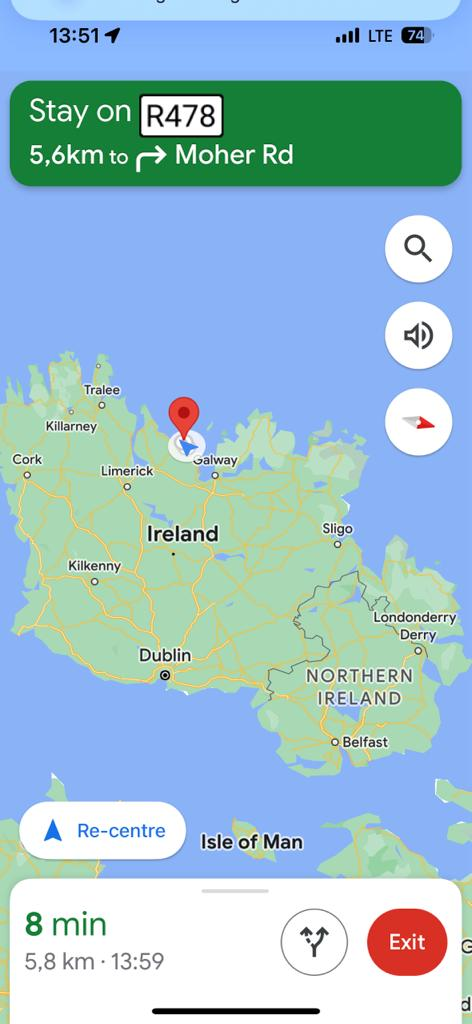 13:51
LTE 74
Stay on R478
5,6km to Moher Rd
Tralee
Killarney
Cork
Galway
Limerick
Ireland
Sligo
Kilkenny
Londonderry
Derry
Dublin
NORTHERN
IRELAND
Belfast
Re-centre
Isle of Man
8 min
5,8 km · 13:59
Exit